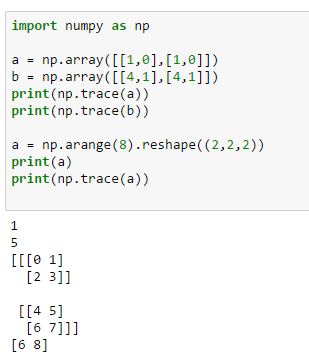 import numpy as np

a = np.array([[1,0],[1,0]])
b = np.array([[4,1],[4,1]])
print(np.trace(a))
print(np.trace(b))

a = np.arange(8).reshape((2,2,2))
print(a)
print(np.trace(a))

1
5
[[[0 1]
  [2 3]]

 [[4 5]
  [6 7]]]
[6 8]